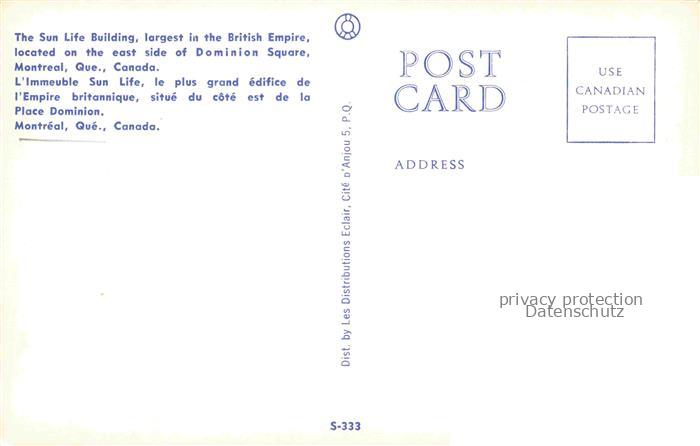 The Sun Life Building, largest in the British Empire,
located on the east side of Dominion Square,
Montreal, Que., Canada.
L'Immeuble Sun Life, le plus grand édifice de
l'Empire britannique, situé du côté est de la
Place Dominion.
Montréal, Qué., Canada.
Dist. by Les Distributions Eclair, Cité d'Anjou 5, P.Q.
S-333
POST
CARD
USE
CANADIAN
POSTAGE
ADDRESS
privacy protection
Datenschutz